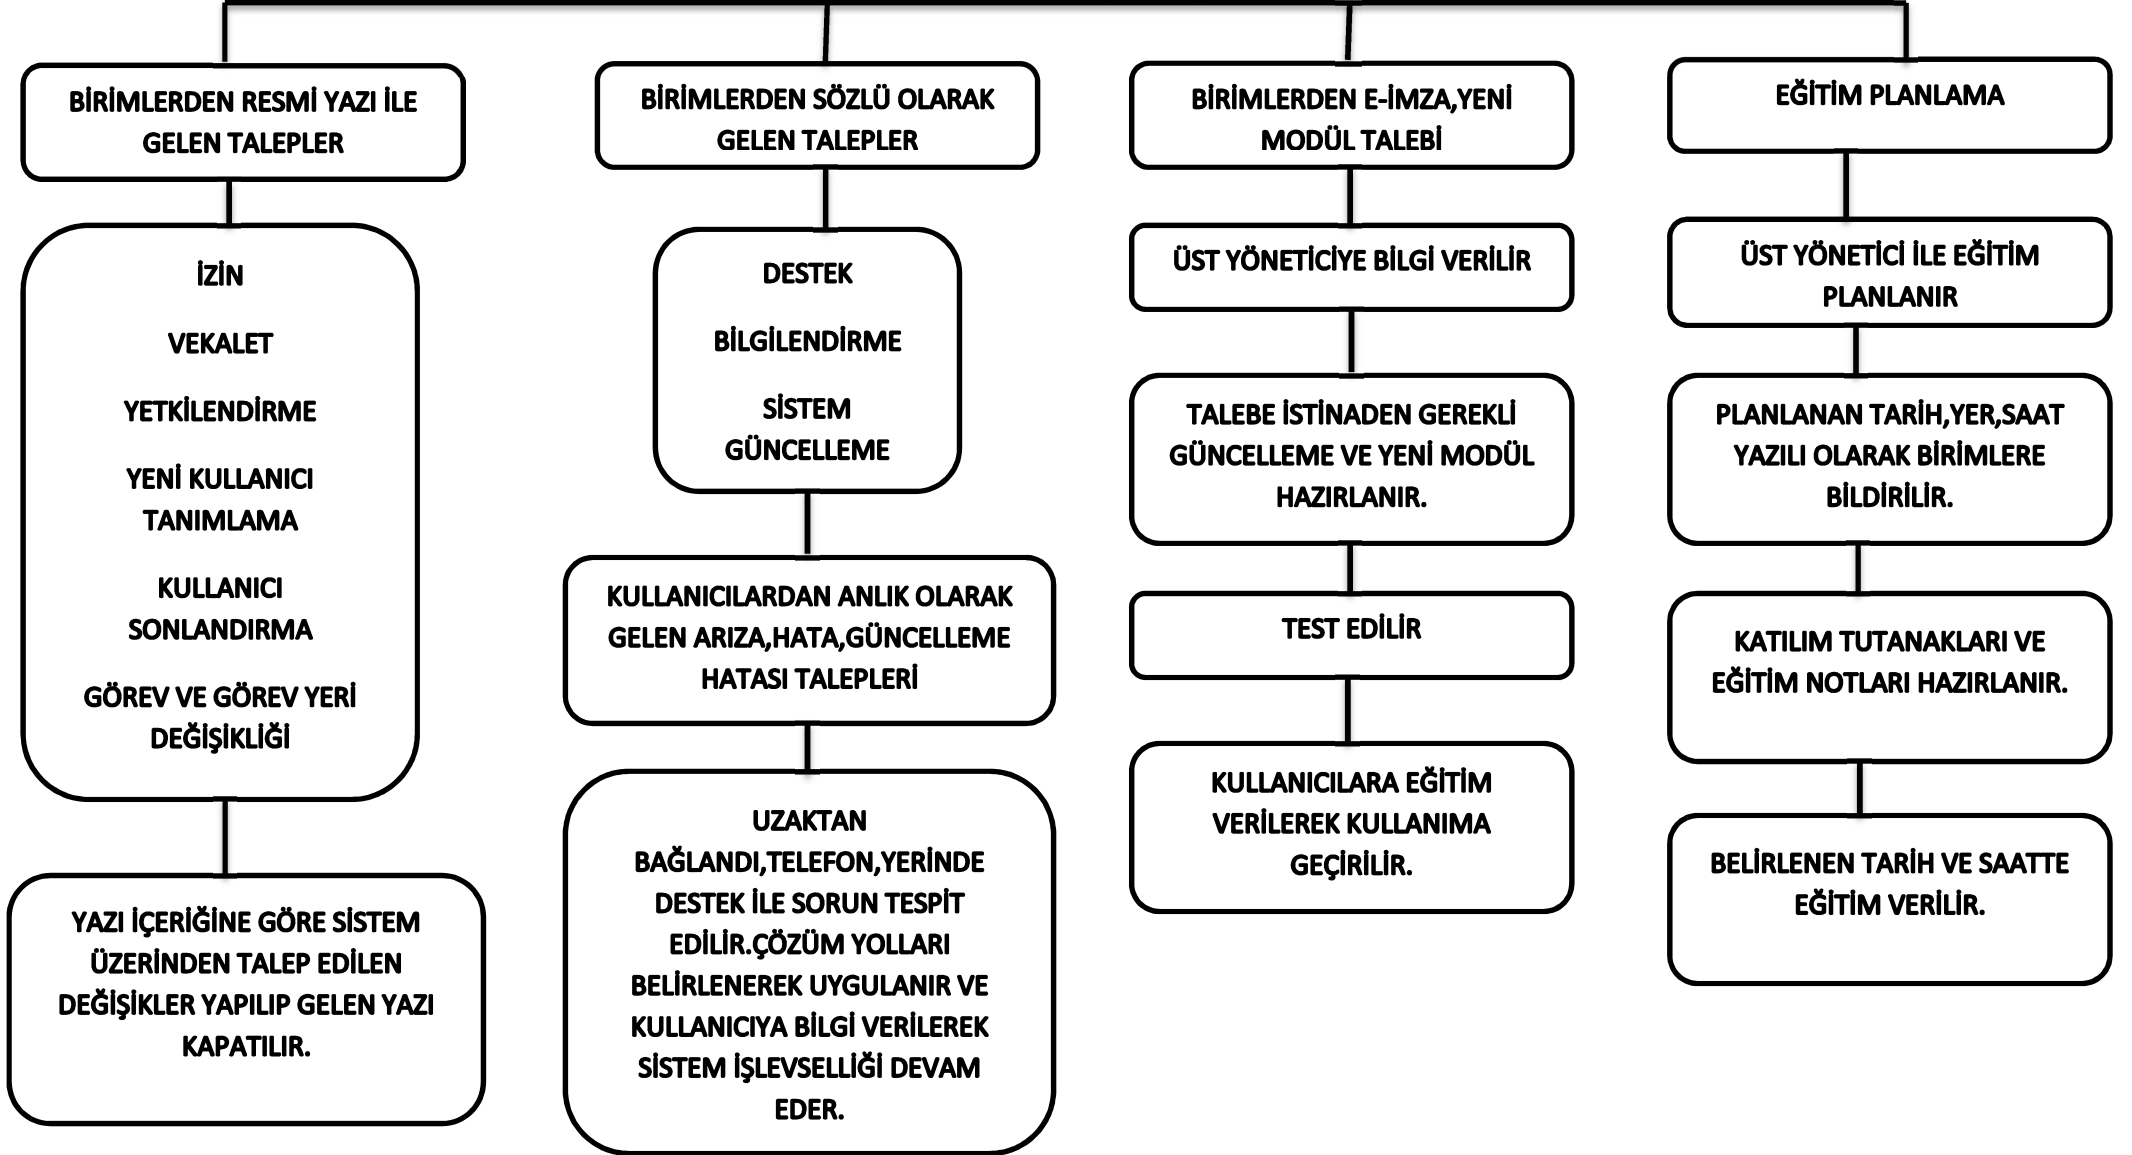 BİRİMLERDEN RESMİ YAZI İLE
GELEN TALEPLER
İZİN
VEKALET
YETKİLENDİRME
YENİ KULLANICI
TANIMLAMA
KULLANICI
SONLANDIRMA
GÖREV VE GÖREV YERİ
DEĞİŞİKLİĞİ
YAZI İÇERİĞİNE GÖRE SİSTEM
ÜZERİNDEN TALEP EDİLEN
DEĞİŞİKLER YAPILIP GELEN YAZI
KAPATILIR.
BİRİMLERDEN SÖZLÜ OLARAK
GELEN TALEPLER
DESTEK
BİLGİLENDİRME
SİSTEM
GÜNCELLEME
KULLANICILARDAN ANLIK OLARAK
GELEN ARIZA,HATA,GÜNCELLEME
HATASI TALEPLERİ
UZAKTAN
BAĞLANDI,TELEFON,YERİNDE
DESTEK İLE SORUN TESPİT
EDİLİR.ÇÖZÜM YOLLARI
BELİRLENEREK UYGULANIR VE
KULLANICIYA BİLGİ VERİLEREK
SİSTEM İŞLEVSELLİĞİ DEVAM
EDER.
BİRİMLERDEN E-İMZA,YENİ
MODÜL TALEBİ
ÜST YÖNETİCİYE BİLGİ VERİLİR
TALEBE İSTİNADEN GEREKLİ
GÜNCELLEME VE YENİ MODÜL
HAZIRLANIR.
TEST EDİLİR
KULLANICILARA EĞİTİM
VERİLEREK KULLANIMA
GEÇİRİLİR.
EĞİTİM PLANLAMA
ÜST YÖNETİCİ İLE EĞİTİM
PLANLANIR
PLANLANAN TARİH,YER,SAAT
YAZILI OLARAK BİRİMLERE
BİLDİRİLİR.
KATILIM TUTANAKLARI VE
EĞİTİM NOTLARI HAZIRLANIR.
BELİRLENEN TARİH VE SAATTE
EĞİTİM VERİLİR.